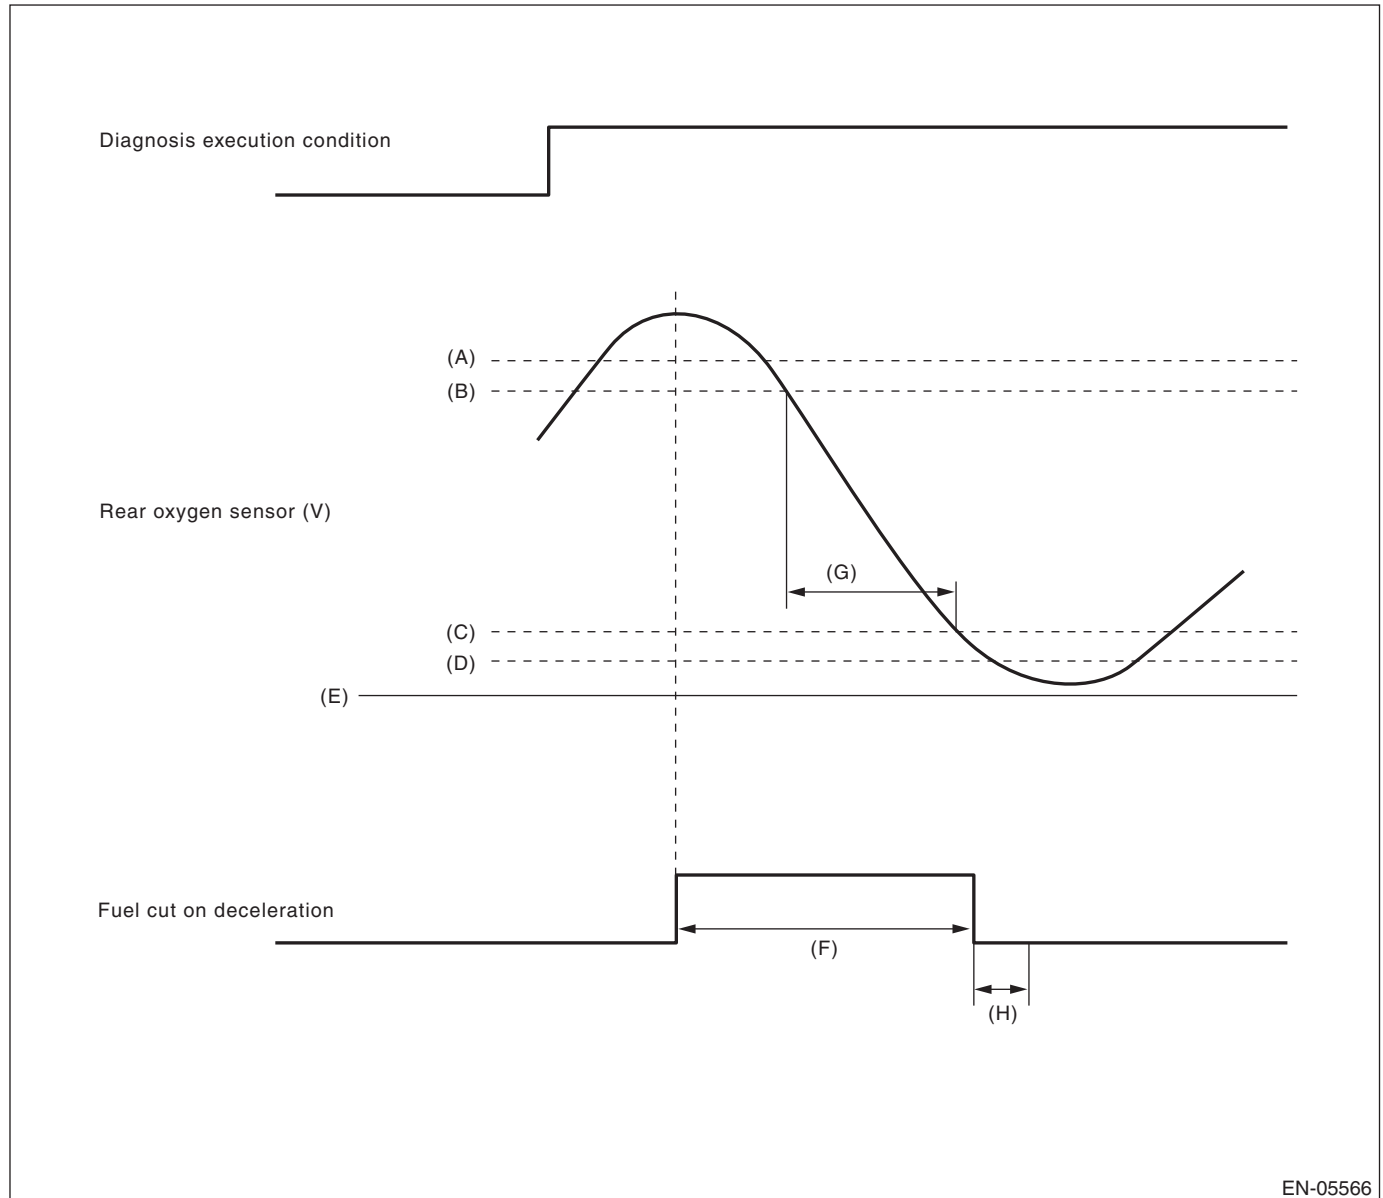 Diagnosis execution condition
(A)
(B)
Rear oxygen sensor (V)
(G)
(C)
(D)
(E)
Fuel cut on deceleration
(F)
(H)
EN-05566